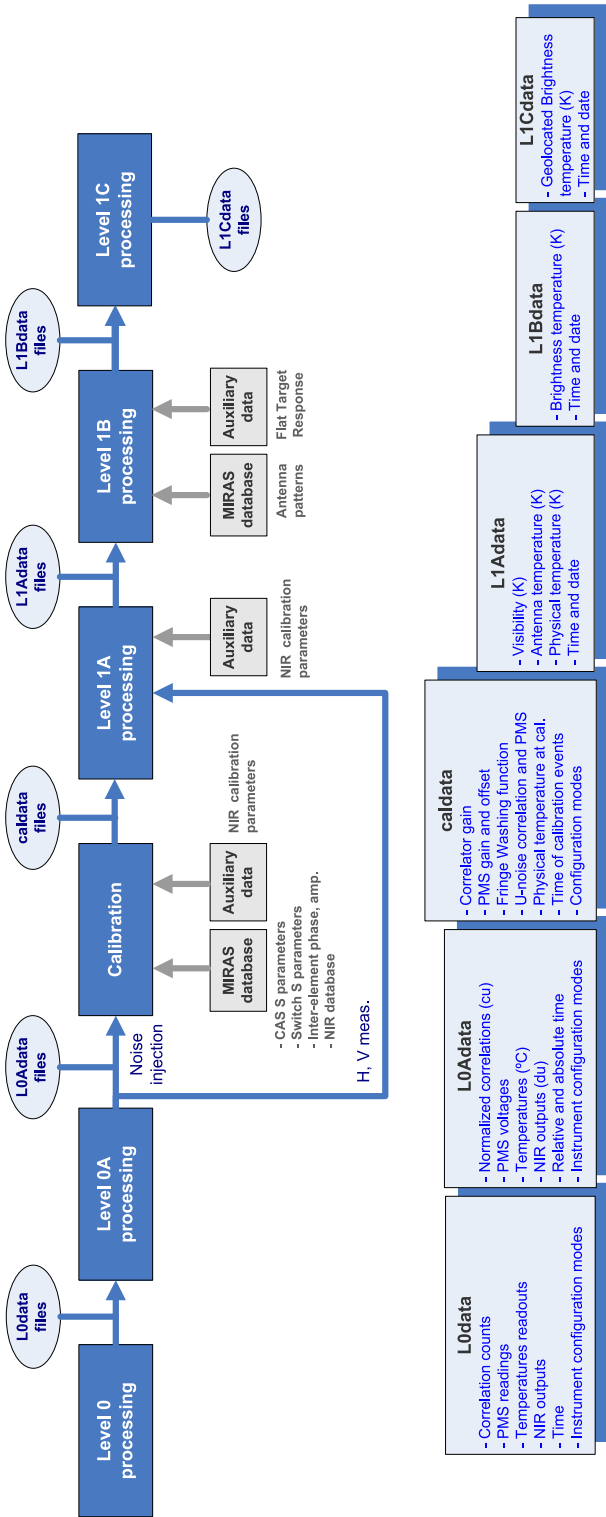 L0data
files
L0Adata
files
caldata
files
L1Adata
files
L1Bdata
files
Level 0
processing
Level 0A
processing
Noise
injection
Calibration
Level 1A
processing
Level 1B
processing
Level 1C
processing
MIRAS
database
- CAS S parameters
- Switch S parameters
- Inter-element phase, amp.
- NIR database
Auxiliary
data
NIR calibration
parameters
Auxiliary
data
NIR calibration
parameters
MIRAS
database
Antenna
patterns
Auxiliary
data
Flat Target
Response
L1Cdata
files
H, V meas.
L0data
- Correlation counts
- PMS readings
- Temperatures readouts
- NIR outputs
- Time
- Instrument configuration modes
L0Adata
- Normalized correlations (cu)
- PMS voltages
- Temperatures (ºC)
- NIR outputs (du)
- Relative and absolute time
- Instrument configuration modes
caldata
- Correlator gain
- PMS gain and offset
- Fringe Washing function
- U-noise correlation and PMS
- Physical temperature at cal.
- Time of calibration events
- Configuration modes
L1Adata
- Visibility (K)
- Antenna temperature (K)
- Physical temperature (K)
- Time and date
L1Bdata
- Brightness temperature (K)
- Time and date
L1Cdata
- Geolocated Brightness
temperature (K)
- Time and date